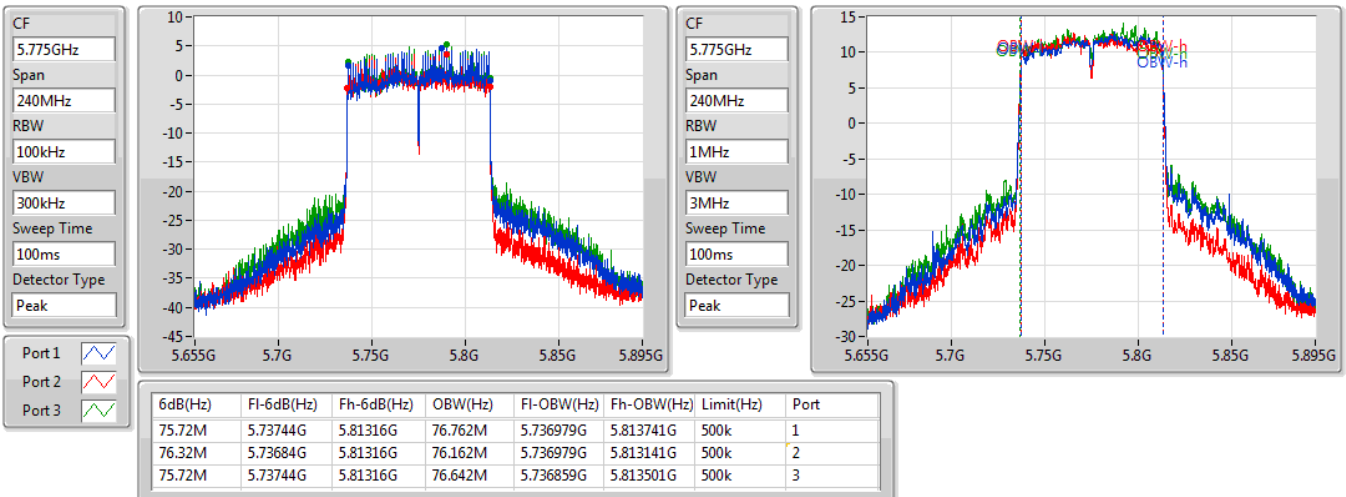 CF
5.775GHz
Span
240MHz
RBW
100kHz
VBW
300kHz
Sweep Time
100ms
Detector Type
Peak
10
5
0
-5
-10
-15
-20
-25
-30
-35
-40
-45
5.655G 5.7G 5.75G 5.8G 5.85G 5.895G
CF
5.775GHz
Span
240MHz
RBW
1MHz
VBW
3MHz
Sweep Time
100ms
Detector Type
Peak
15
10
5
0
-5
-10
-15
-20
-25
-30
OBW-h
5.655G 5.7G 5.75G 5.8G 5.85G 5.895G
Port 1
Port 2
Port 3
6dB(Hz) Fl-6dB(Hz) Fh-6dB(Hz) OBW(Hz) Fl-OBW(Hz) Fh-OBW(Hz) Limit(Hz) Port
75.72M 5.73744G 5.81316G 76.762M 5.736979G 5.813741G 500k 1
76.32M 5.73684G 5.81316G 76.162M 5.736979G 5.813141G 500k 2
75.72M 5.73744G 5.81316G 76.642M 5.736859G 5.813501G 500k 3